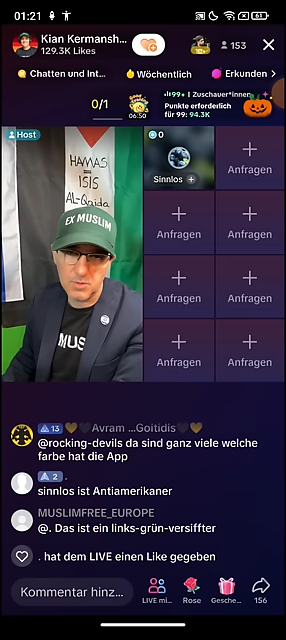 01:21
61
Kian Kermansh...
129.3K Likes
153
Chatten und Int...
Wöchentlich
Erkunden
0/1
06:50
99+ | Zuschauer*innen
Punkte erforderlich
für 99: 94.3K
Host
HAMAS
=
ISIS
=
Al-Qaida
EX MUSLIM
MUS
0
Sinnlos
Anfragen
Anfragen
Anfragen
Anfragen
Anfragen
Anfragen
Anfragen
13 🖤💛Avram ...Goitidis🖤💛
@rocking-devils da sind ganz viele welche
farbe hat die App
2 .
sinnlos ist Antiamerikaner
MUSLIMFREE_EUROPE
@. Das ist ein links-grün-versiffter
. hat dem LIVE einen Like gegeben
Kommentar hinz...
LIVE mi...
Rose
Gesche...
156